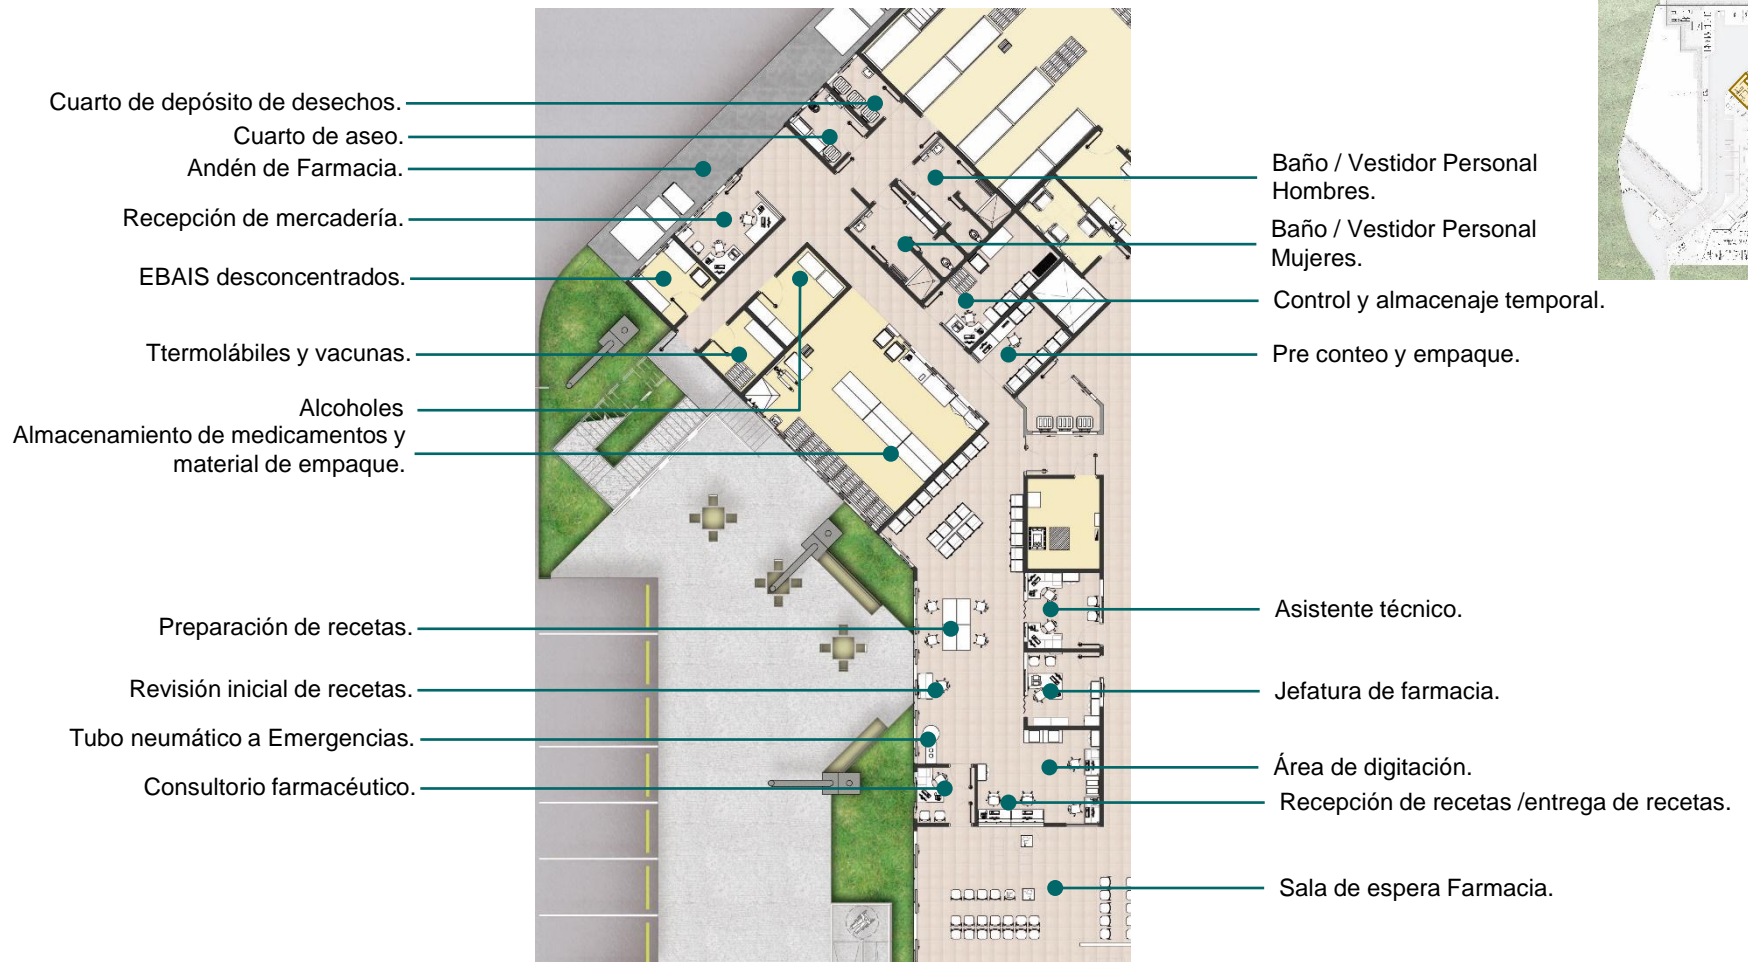 Cuarto de depósito de desechos.
Cuarto de aseo.
Andén de Farmacia.
Recepción de mercadería.
EBAIS desconcentrados.
Ttermolábiles y vacunas.
Alcoholes
Almacenamiento de medicamentos y
material de empaque.
Preparación de recetas.
Revisión inicial de recetas.
Tubo neumático a Emergencias.
Consultorio farmacéutico.
Baño / Vestidor Personal
Hombres.
Baño / Vestidor Personal
Mujeres.
Control y almacenaje temporal.
Pre conteo y empaque.
Asistente técnico.
Jefatura de farmacia.
Área de digitación.
Recepción de recetas /entrega de recetas.
Sala de espera Farmacia.